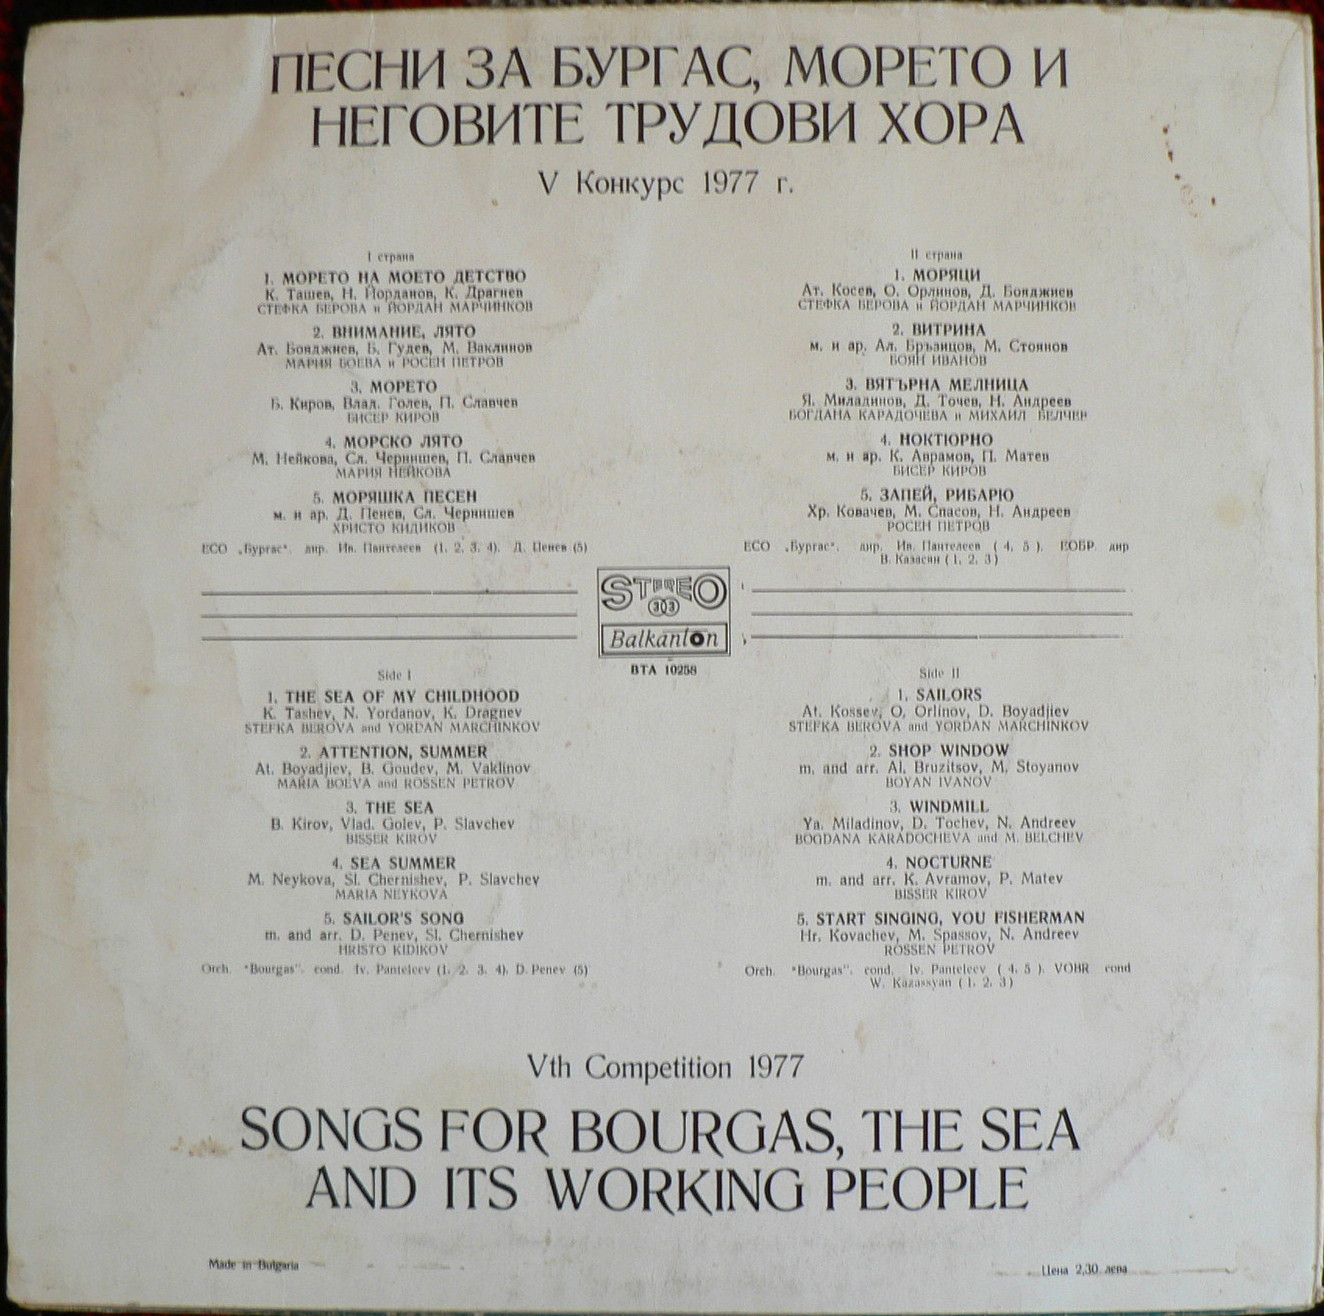 ПЕСНИ ЗА БУРГАС, МОРЕТО И
НЕГОВИТЕ ТРУДОВИ ХОРА
V Конкурс 1977 г.
I страна
1. МОРЕТО НА МОЕТО ДЕТСТВО
К. Ташев, Н. Йорданов, К. Драгнев
СТЕФКА БЕРОВА и ЙОРДАН МАРЧИНКОВ
2. ВНИМАНИЕ, ЛЯТО
Ат. Бояджиев, Б. Гудев, М. Ваклинов
МАРИЯ БОЕВА и РОСЕН ПЕТРОВ
3. МОРЕТО
Б. Киров, Влад. Голев, П. Славчев
БИСЕР КИРОВ
4. МОРСКО ЛЯТО
М. Нейкова, Сл. Чернишев, П. Славчев
МАРИЯ НЕЙКОВА
5. МОРЯШКА ПЕСЕН
м. и ар. Д. Пенев, Сл. Чернишев
ХРИСТО КИДИКОВ
ЕСО „Бургас“. дир. Ив. Пантелеев (1. 2. 3. 4). Д. Пенев (5)
II страна
1. МОРЯЦИ
Ат. Косев, О. Орлинов, Д. Бояджиев
СТЕФКА БЕРОВА и ЙОРДАН МАРЧИНКОВ
2. ВИТРИНА
м. и ар. Ал. Бръзицов, М. Стоянов
БОЯН ИВАНОВ
3. ВЯТЪРНА МЕЛНИЦА
Я. Миладинов, Д. Точев, Н. Андреев
БОГДАНА КАРАДОЧЕВА и МИХАИЛ БЕЛЧЕВ
4. НОКТЮРНО
м. и ар. К. Аврамов, П. Матев
БИСЕР КИРОВ
5. ЗАПЕЙ, РИБАРЮ
Хр. Ковачев, М. Спасов, Н. Андреев
РОСЕН ПЕТРОВ
ЕСО „Бургас“. дир. Ив. Пантелеев ( 4, 5 ). ЕОБР. дир
В. Казасян ( 1. 2. 3 )
STEREO
33
Balkanton
ВТА 10258
Side I
1. THE SEA OF MY CHILDHOOD
K. Tashev, N. Yordanov, K. Dragnev
STEFKA BEROVA and YORDAN MARCHINKOV
2. ATTENTION, SUMMER
At. Boyadjiev, B. Goudev, M. Vaklinov
MARIA BOEVA and ROSSEN PETROV
3. THE SEA
B. Kirov, Vlad. Golev, P. Slavchev
BISSER KIROV
4. SEA SUMMER
M. Neykova, Sl. Chernishev, P. Slavchev
MARIA NEYKOVA
5. SAILOR'S SONG
m. and arr. D. Penev, Sl. Chernishev
HRISTO KIDIKOV
Orch. "Bourgas". cond. Iv. Panteleev (1. 2. 3. 4). D. Penev (5)
Side II
1. SAILORS
At. Kossev, O. Orlinov, D. Boyadjiev
STEFKA BEROVA and YORDAN MARCHINKOV
2. SHOP WINDOW
m. and arr. Al. Bruzitsov, M. Stoyanov
BOYAN IVANOV
3. WINDMILL
Ya. Miladinov, D. Tochev, N. Andreev
BOGDANA KARADOCHEVA and M. BELCHEV
4. NOCTURNE
m. and arr. K. Avramov, P. Matev
BISSER KIROV
5. START SINGING, YOU FISHERMAN
Hr. Kovachev, M. Spassov, N. Andreev
ROSSEN PETROV
Orch. "Bourgas". cond. Iv. Panteleev ( 4. 5 ). VOBR cond
W. Kazassyan ( 1. 2. 3 )
Vth Competition 1977
SONGS FOR BOURGAS, THE SEA
AND ITS WORKING PEOPLE
Made in Bulgaria
Цена 2,30 лева